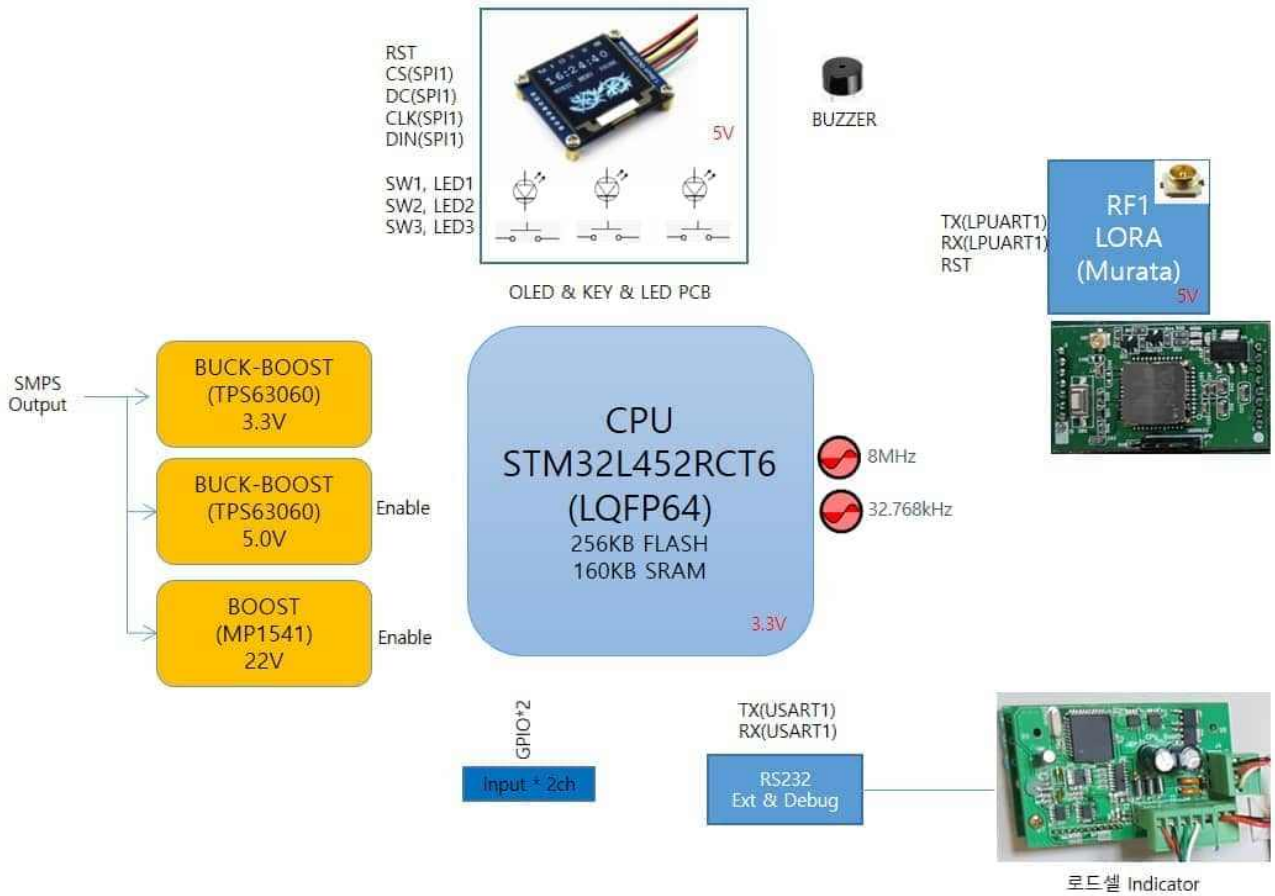 RST
CS(SPI1)
DC(SPI1)
CLK(SPI1)
DIN(SPI1)
16:24:40
5V
SW1, LED1
SW2, LED2
SW3, LED3
OLED & KEY & LED PCB
BUZZER
TX(LPUART1)
RX(LPUART1)
RST
RF1
LORA
(Murata)
5V
SMPS
Output
BUCK-BOOST
(TPS63060)
3.3V
BUCK-BOOST
(TPS63060)
5.0V
Enable
BOOST
(MP1541)
22V
Enable
CPU
STM32L452RCT6
(LQFP64)
256KB FLASH
160KB SRAM
3.3V
8MHz
32.768kHz
GPIO*2
Input * 2ch
TX(USART1)
RX(USART1)
RS232
Ext & Debug
로드셀 Indicator